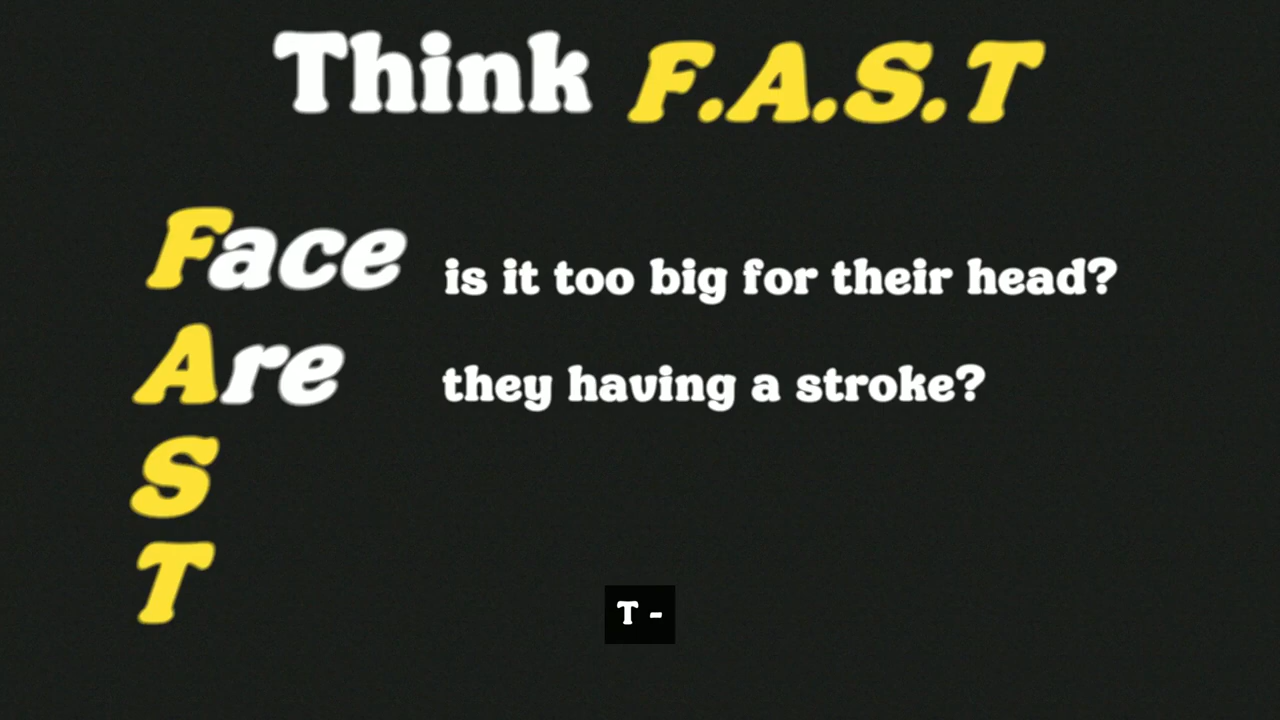 Think F.A.S.T
Face is it too big for their head?
Are they having a stroke?
S
T
T -